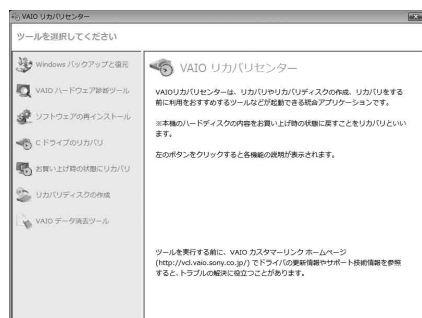 VAIO リカバリセンター
ツールを選択してください
Windows バックアップと復元
VAIO ハードウェア診断ツール
ソフトウェアの再インストール
C ドライブのリカバリ
お買い上げ時の状態にリカバリ
リカバリディスクの作成
VAIO データ消去ツール
VAIO リカバリセンター
VAIOリカバリセンターは、リカバリやリカバリディスクの作成、リカバリをする
前に利用をおすすめするツールなどが起動できる統合アプリケーションです。
※本機のハードディスクの内容をお買い上げ時の状態に戻すことをリカバリといい
ます。
左のボタンをクリックすると各機能の説明が表示されます。
ツールを実行する前に、VAIO カスタマーリンク ホームページ
(http://vcl.vaio.sony.co.jp/) でドライバの更新情報やサポート技術情報を参照
すると、トラブルの解決に役立つことがあります。